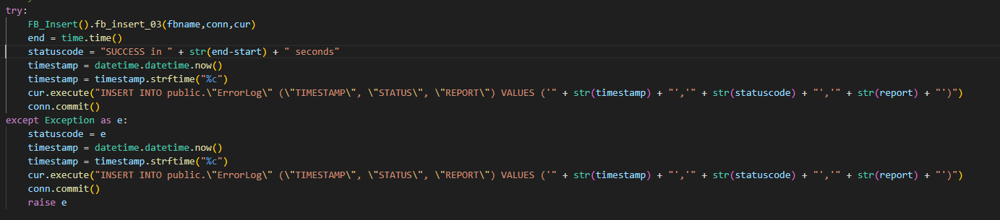 try:
    FB_Insert().fb_insert_03(fbname,conn,cur)
    end = time.time()
    statuscode = "SUCCESS in " + str(end-start) + " seconds"
    timestamp = datetime.datetime.now()
    timestamp = timestamp.strftime("%c")
    cur.execute("INSERT INTO public.\"ErrorLog\" (\"TIMESTAMP\", \"STATUS\", \"REPORT\") VALUES ('" + str(timestamp) + "','" + str(statuscode) + "','" + str(report) + "')")
    conn.commit()
except Exception as e:
    statuscode = e
    timestamp = datetime.datetime.now()
    timestamp = timestamp.strftime("%c")
    cur.execute("INSERT INTO public.\"ErrorLog\" (\"TIMESTAMP\", \"STATUS\", \"REPORT\") VALUES ('" + str(timestamp) + "','" + str(statuscode) + "','" + str(report) + "')")
    conn.commit()
    raise e